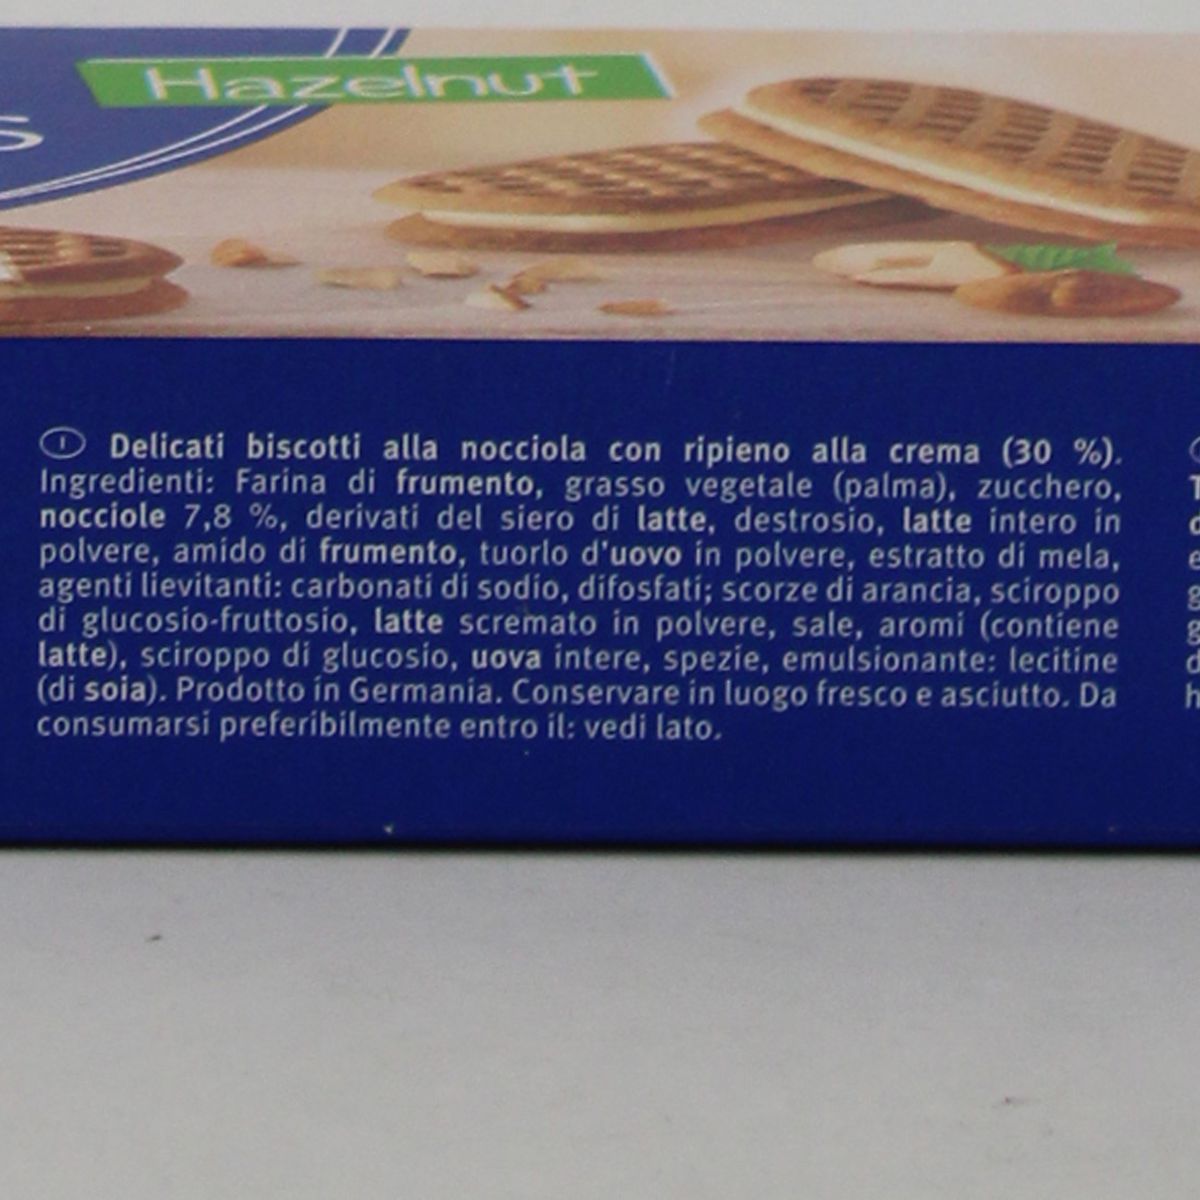 Hazelnut
s
I Delicati biscotti alla nocciola con ripieno alla crema (30 %).
Ingredienti: Farina di frumento, grasso vegetale (palma), zucchero,
nocciole 7,8 %, derivati del siero di latte, destrosio, latte intero in
polvere, amido di frumento, tuorlo d'uovo in polvere, estratto di mela,
agenti lievitanti: carbonati di sodio, difosfati; scorze di arancia, sciroppo
di glucosio-fruttosio, latte scremato in polvere, sale, aromi (contiene
latte), sciroppo di glucosio, uova intere, spezie, emulsionante: lecitine
(di soia). Prodotto in Germania. Conservare in luogo fresco e asciutto. Da
consumarsi preferibilmente entro il: vedi lato.